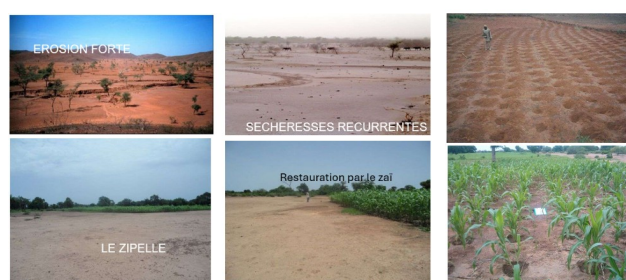 EROSION FORTE
SECHERESSES RECURRENTES
LE ZIPELLE
Restauration par le zaï